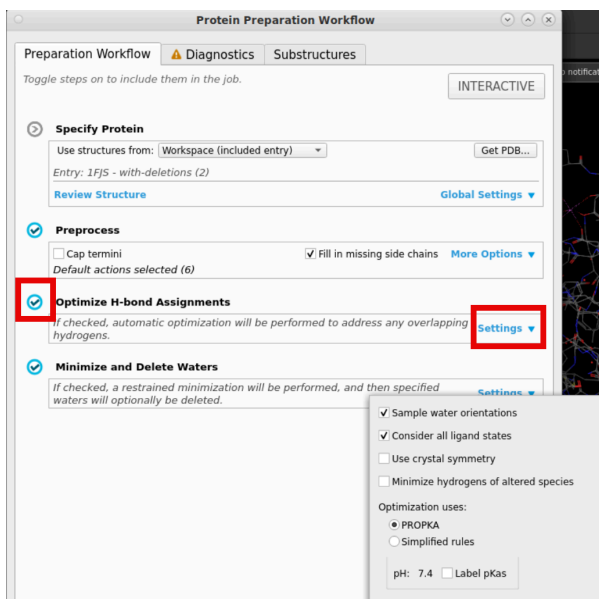 Protein Preparation Workflow
Preparation Workflow
Diagnostics
Substructures
Toggle steps on to include them in the job.
INTERACTIVE
Specify Protein
Use structures from: Workspace (included entry)
Get PDB...
Entry: 1FJS - with-deletions (2)
Review Structure
Global Settings
Preprocess
Cap termini
Fill in missing side chains
More Options
Default actions selected (6)
Optimize H-bond Assignments
If checked, automatic optimization will be performed to address any overlapping
hydrogens.
Settings
Minimize and Delete Waters
If checked, a restrained minimization will be performed, and then specified
waters will optionally be deleted.
Settings
Sample water orientations
Consider all ligand states
Use crystal symmetry
Minimize hydrogens of altered species
Optimization uses:
PROPKA
Simplified rules
pH: 7.4
Label pKas